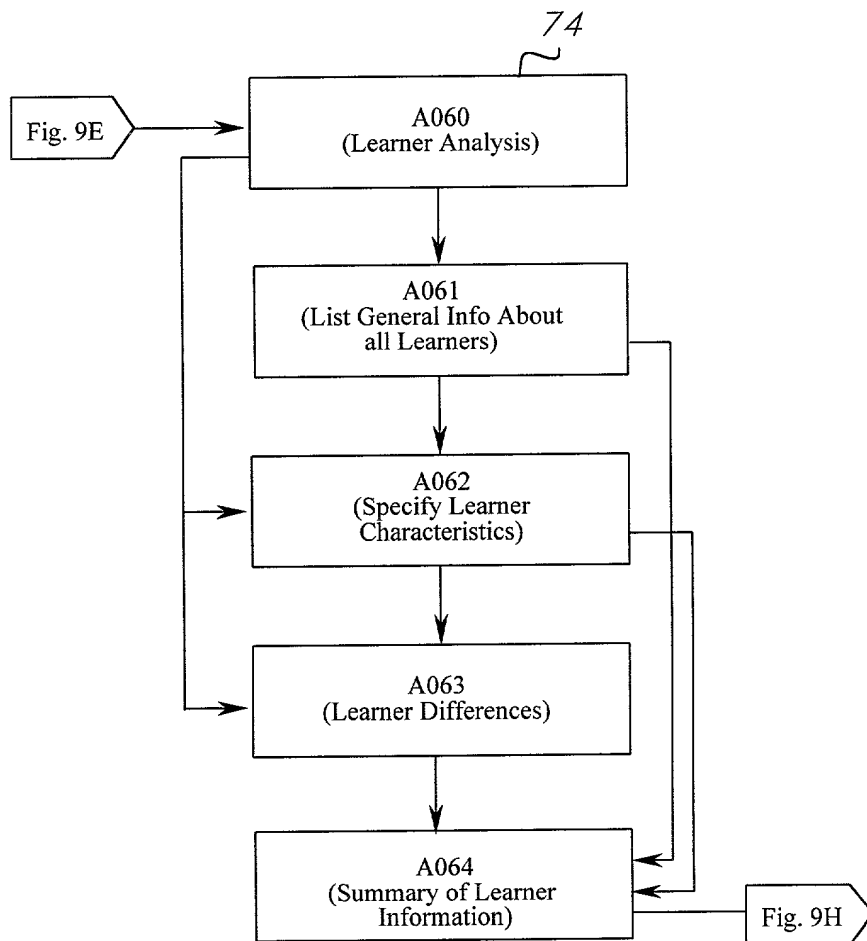 74
Fig. 9E
A060
(Learner Analysis)
A061
(List General Info About
all Learners)
A062
(Specify Learner
Characteristics)
A063
(Learner Differences)
A064
(Summary of Learner
Information)
Fig. 9H